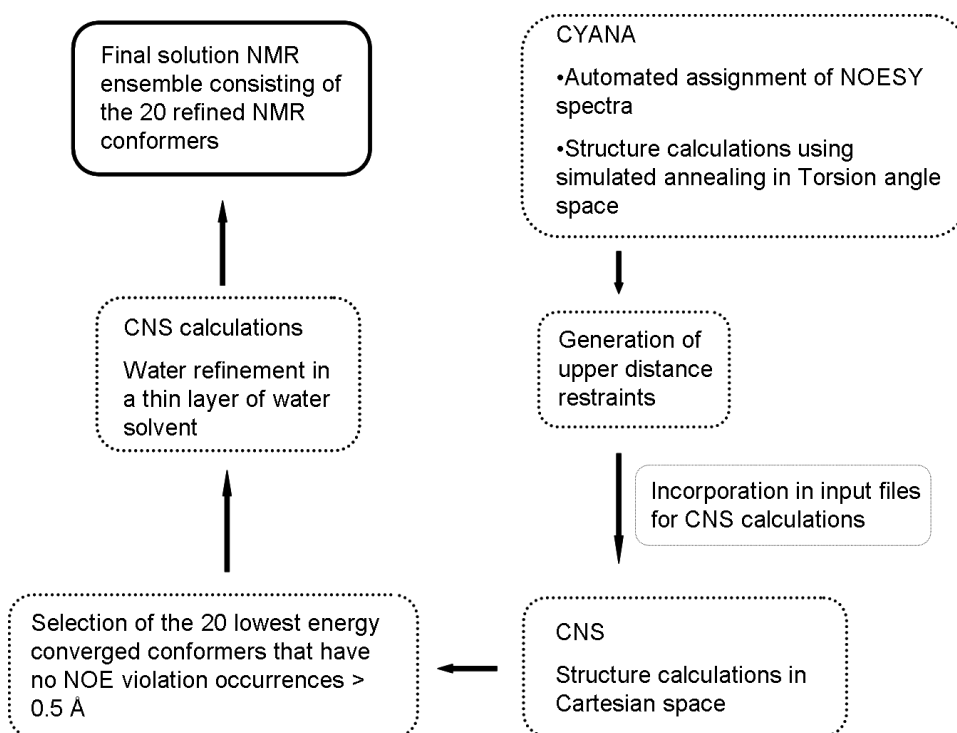 CYANA
•Automated assignment of NOESY
spectra
•Structure calculations using
simulated annealing in Torsion angle
space
Generation of
upper distance
restraints
Incorporation in input files
for CNS calculations
CNS
Structure calculations in
Cartesian space
Selection of the 20 lowest energy
converged conformers that have
no NOE violation occurrences >
0.5 Å
CNS calculations
Water refinement in
a thin layer of water
solvent
Final solution NMR
ensemble consisting of
the 20 refined NMR
conformers